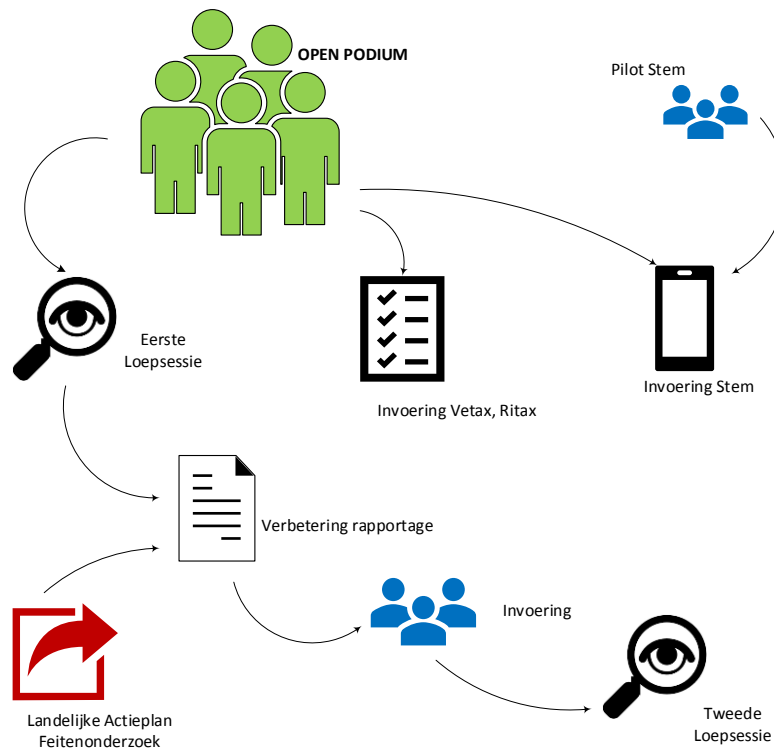 OPEN PODIUM
Pilot Stem
Eerste
Loepsessie
Invoering Vetax, Ritax
Invoering Stem
Verbetering rapportage
Invoering
Landelijke Actieplan
Feitenonderzoek
Tweede
Loepsessie